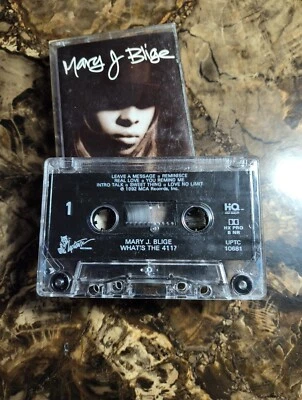 Mary J Blige
LEAVE A MESSAGE • REMINISCE
REAL LOVE • YOU REMIND ME
INTRO TALK • SWEET THING • LOVE NO LIMIT
℗ 1992 MCA Records, Inc.
1
HQ
HX PRO
B NR
MARY J. BLIGE
WHAT'S THE 411?
UPTC
10681